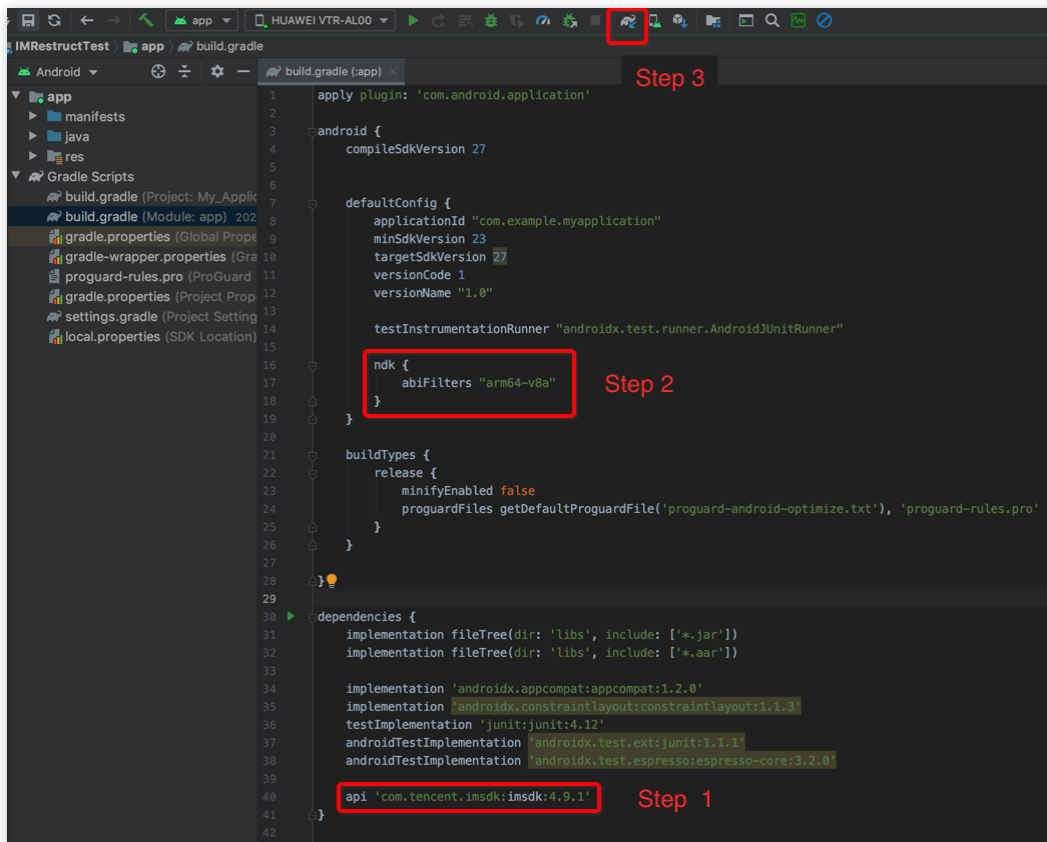 app
HUAWEI VTR-AL00
IMRestructTest
app
build.gradle
Step 3
Android
build.gradle (:app)
app
manifests
java
res
Gradle Scripts
build.gradle (Project: My_Applic
build.gradle (Module: app) 202
gradle.properties (Global Prope
gradle-wrapper.properties (Gra
proguard-rules.pro (ProGuard
gradle.properties (Project Prop
settings.gradle (Project Setting
local.properties (SDK Location)
1 apply plugin: 'com.android.application'
2
3 android {
4 compileSdkVersion 27
5
6
7 defaultConfig {
8 applicationId "com.example.myapplication"
9 minSdkVersion 23
10 targetSdkVersion 27
11 versionCode 1
12 versionName "1.0"
13
14 testInstrumentationRunner "androidx.test.runner.AndroidJUnitRunner"
15
16 ndk {
17 abiFilters "arm64-v8a"
Step 2
18 }
19 }
20
21 buildTypes {
22 release {
23 minifyEnabled false
24 proguardFiles getDefaultProguardFile('proguard-android-optimize.txt'), 'proguard-rules.pro'
25 }
26 }
27
28 }
29
30 dependencies {
31 implementation fileTree(dir: 'libs', include: ['*.jar'])
32 implementation fileTree(dir: 'libs', include: ['*.aar'])
33
34 implementation 'androidx.appcompat:appcompat:1.2.0'
35 implementation 'androidx.constraintlayout:constraintlayout:1.1.3'
36 testImplementation 'junit:junit:4.12'
37 androidTestImplementation 'androidx.test.ext:junit:1.1.1'
38 androidTestImplementation 'androidx.test.espresso:espresso-core:3.2.0'
39
40 api 'com.tencent.imsdk:imsdk:4.9.1'
Step 1
41 }
42